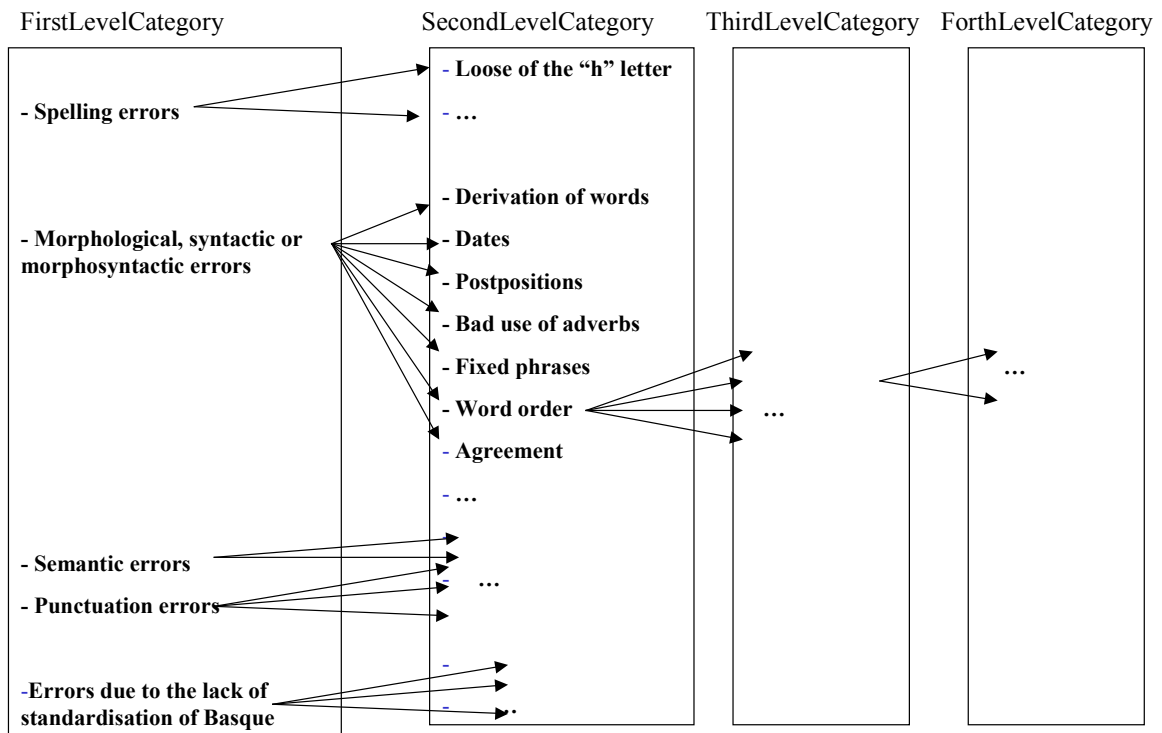 FirstLevelCategory
SecondLevelCategory
ThirdLevelCategory
ForthLevelCategory
- Spelling errors
- Morphological, syntactic or
morphosyntactic errors
- Semantic errors
- Punctuation errors
-Errors due to the lack of
standardisation of Basque
- Loose of the “h” letter
- …
- Derivation of words
- Dates
- Postpositions
- Bad use of adverbs
- Fixed phrases
- Word order
- Agreement
- …
-
- …
-
- ..
…
…